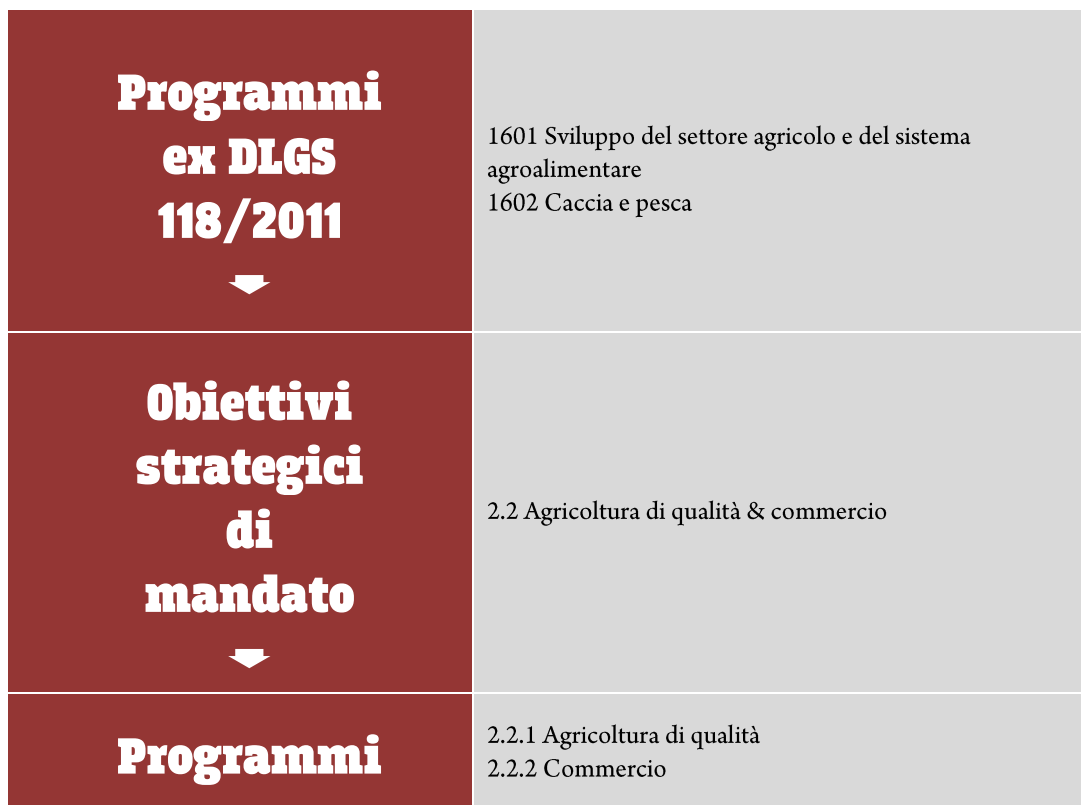 Programmi
ex DLGS
118/2011
1601 Sviluppo del settore agricolo e del sistema
agroalimentare
1602 Caccia e pesca
Obiettivi
strategici
di
mandato
2.2 Agricoltura di qualità & commercio
Programmi
2.2.1 Agricoltura di qualità
2.2.2 Commercio